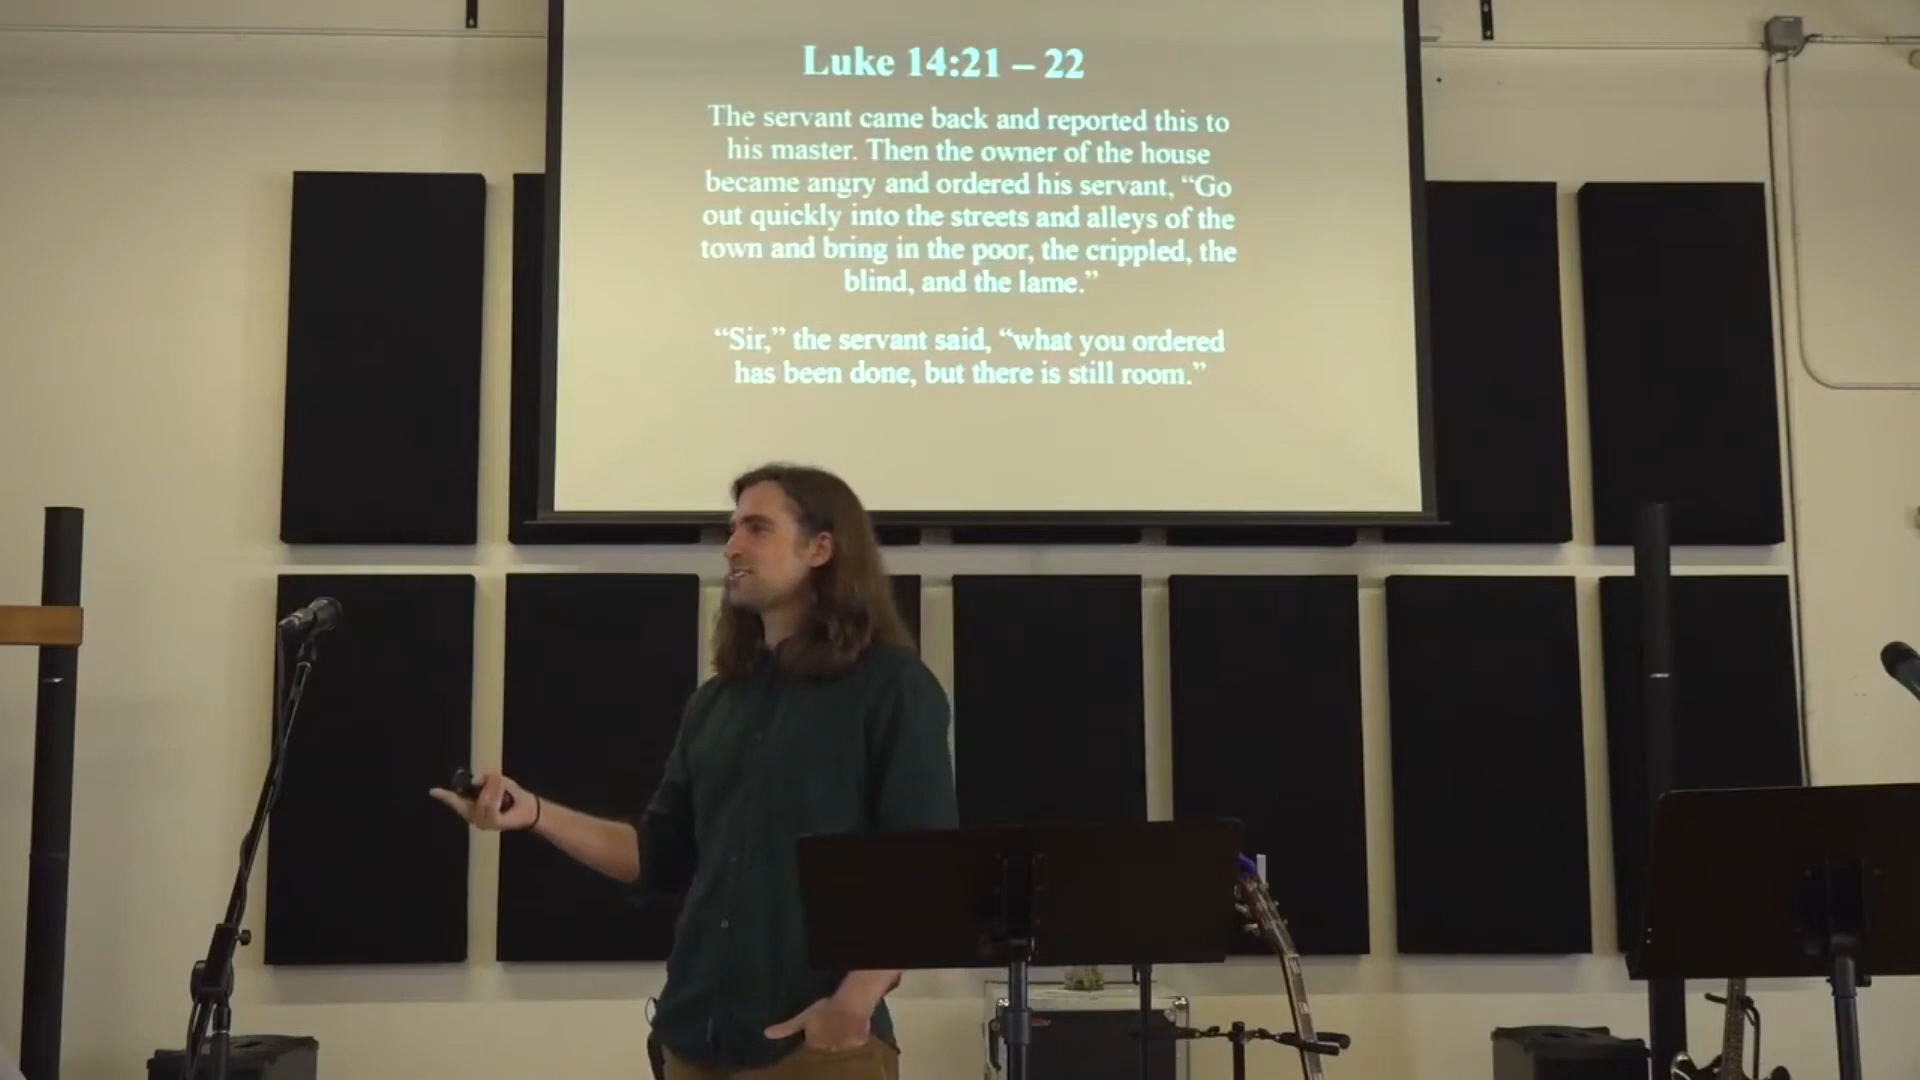 Luke 14:21 – 22
The servant came back and reported this to
his master. Then the owner of the house
became angry and ordered his servant, “Go
out quickly into the streets and alleys of the
town and bring in the poor, the crippled, the
blind, and the lame.”
“Sir,” the servant said, “what you ordered
has been done, but there is still room.”